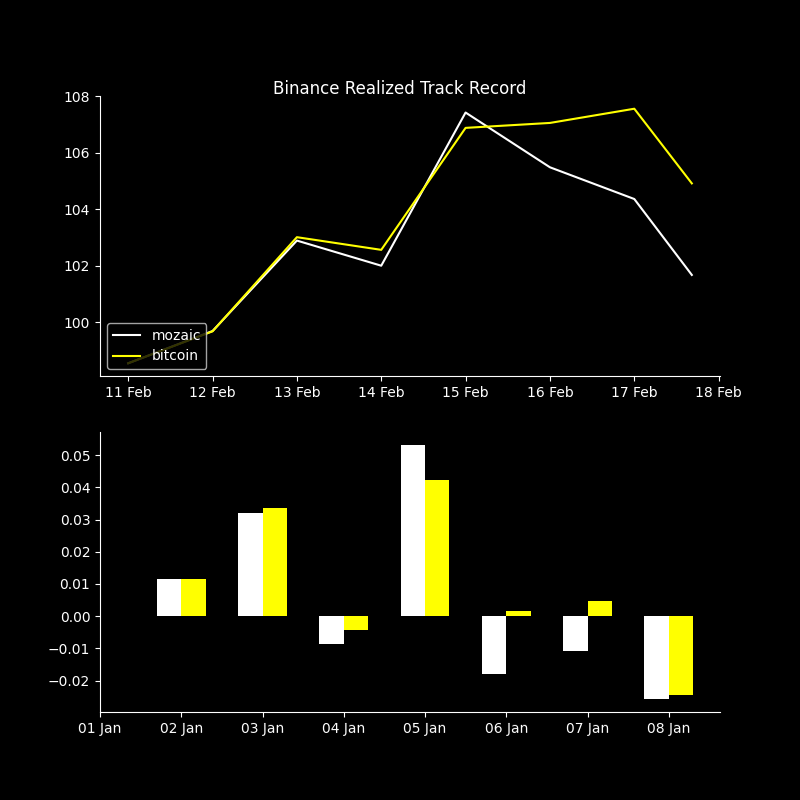 Binance Realized Track Record
108
106
104
102
100
mozaic
bitcoin
11 Feb 12 Feb 13 Feb 14 Feb 15 Feb 16 Feb 17 Feb 18 Feb
0.05
0.04
0.03
0.02
0.01
0.00
−0.01
−0.02
01 Jan 02 Jan 03 Jan 04 Jan 05 Jan 06 Jan 07 Jan 08 Jan